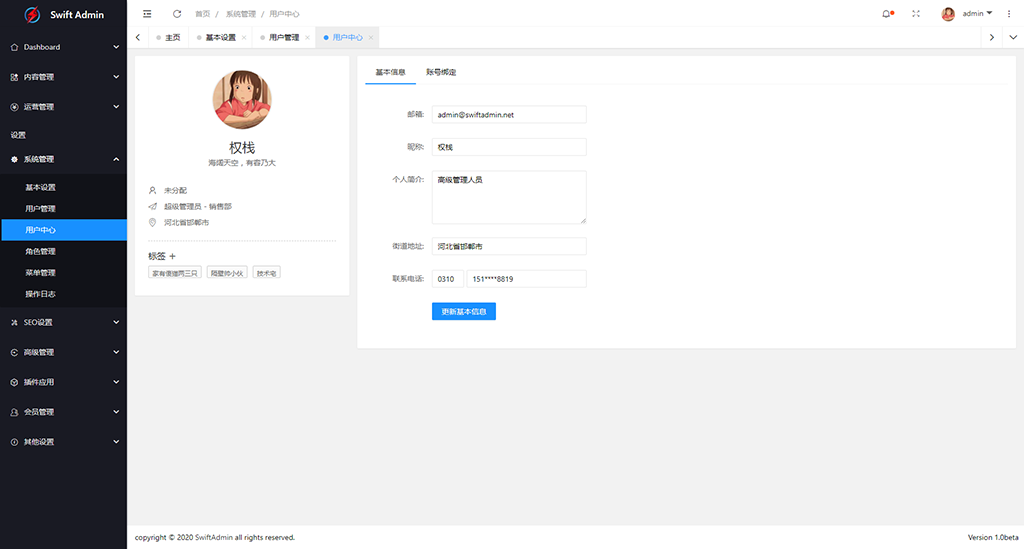 Swift Admin
首页 / 系统管理 / 用户中心
admin
Dashboard
主页
基本设置
用户管理
用户中心
内容管理
运营管理
设置
系统管理
基本设置
用户管理
用户中心
角色管理
菜单管理
操作日志
SEO设置
高级管理
插件应用
会员管理
其他设置
权栈
海阔天空，有容乃大
未分配
超级管理员 - 销售部
河北省邯郸市
标签 +
家有傻猫两三只
隔壁帅小伙
技术宅
基本信息
账号绑定
邮箱: admin@swiftadmin.net
昵称: 权栈
个人简介: 高级管理人员
街道地址: 河北省邯郸市
联系电话: 0310 151****8819
更新基本信息
copyright © 2020 SwiftAdmin all rights reserved.
Version 1.0beta